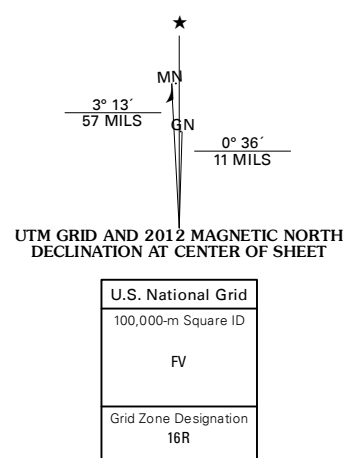 ★
MN
3° 13´
57 MILS
GN
0° 36´
11 MILS
UTM GRID AND 2012 MAGNETIC NORTH
DECLINATION AT CENTER OF SHEET
U.S. National Grid
100,000-m Square ID
FV
Grid Zone Designation
16R